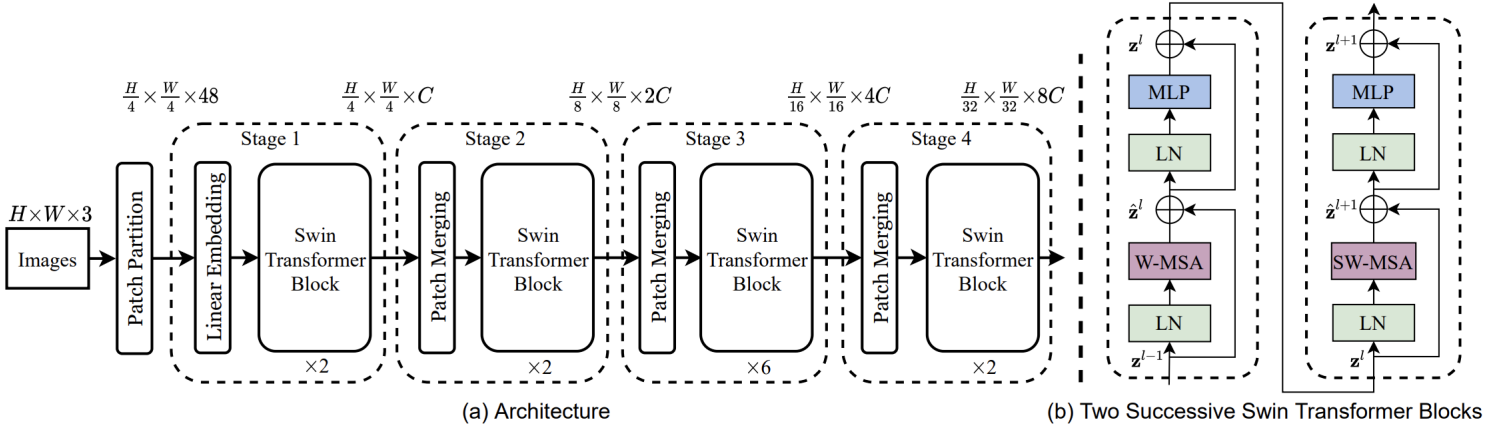 H/4 × W/4 × 48
H/4 × W/4 × C
H/8 × W/8 × 2C
H/16 × W/16 × 4C
H/32 × W/32 × 8C
H×W×3
Images
Patch Partition
Stage 1
Linear Embedding
Swin
Transformer
Block
×2
Stage 2
Patch Merging
Swin
Transformer
Block
×2
Stage 3
Patch Merging
Swin
Transformer
Block
×6
Stage 4
Patch Merging
Swin
Transformer
Block
×2
(a) Architecture
z^l
MLP
LN
ẑ^l
W-MSA
LN
z^{l-1}
z^{l+1}
MLP
LN
ẑ^{l+1}
SW-MSA
LN
z^l
(b) Two Successive Swin Transformer Blocks